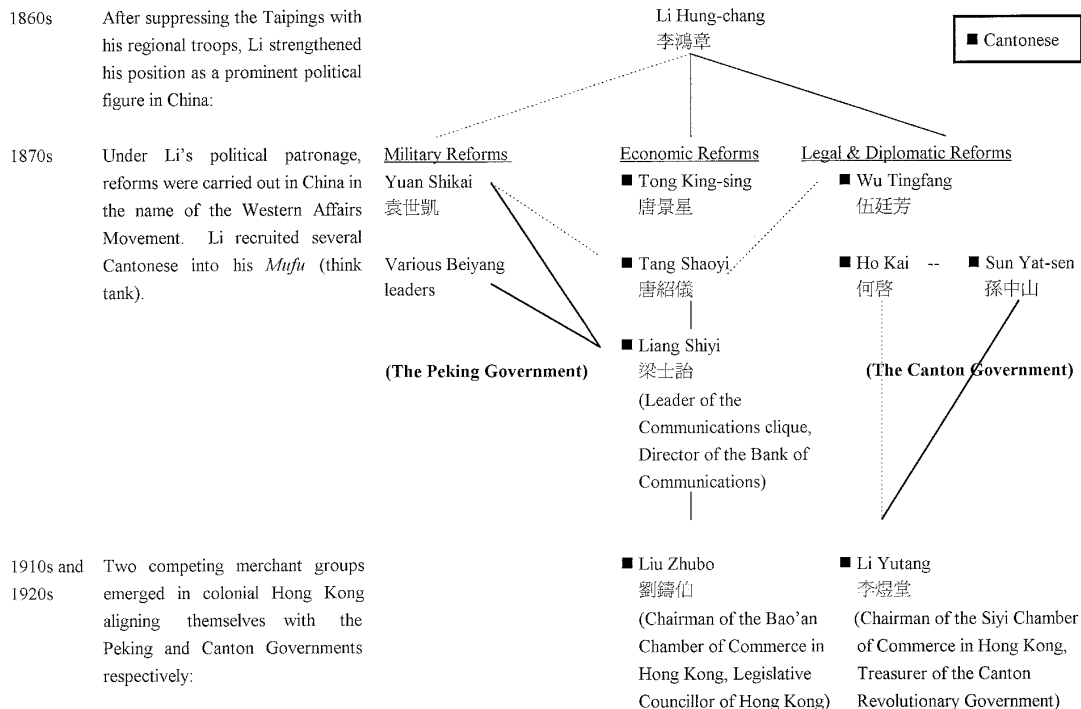 1860s
After suppressing the Taipings with
his regional troops, Li strengthened
his position as a prominent political
figure in China:
Li Hung-chang
李鴻章
■ Cantonese
1870s
Under Li's political patronage,
reforms were carried out in China in
the name of the Western Affairs
Movement. Li recruited several
Cantonese into his Mufu (think
tank).
Military Reforms
Yuan Shikai
袁世凱
Various Beiyang
leaders
(The Peking Government)
Economic Reforms
■ Tong King-sing
唐景星
■ Tang Shaoyi
唐紹儀
■ Liang Shiyi
梁士詒
(Leader of the
Communications clique,
Director of the Bank of
Communications)
Legal & Diplomatic Reforms
■ Wu Tingfang
伍廷芳
■ Ho Kai -- ■ Sun Yat-sen
何啓 孫中山
(The Canton Government)
1910s and
1920s
Two competing merchant groups
emerged in colonial Hong Kong
aligning themselves with the
Peking and Canton Governments
respectively:
■ Liu Zhubo
劉鑄伯
(Chairman of the Bao'an
Chamber of Commerce in
Hong Kong, Legislative
Councillor of Hong Kong)
■ Li Yutang
李煜堂
(Chairman of the Siyi Chamber
of Commerce in Hong Kong,
Treasurer of the Canton
Revolutionary Government)